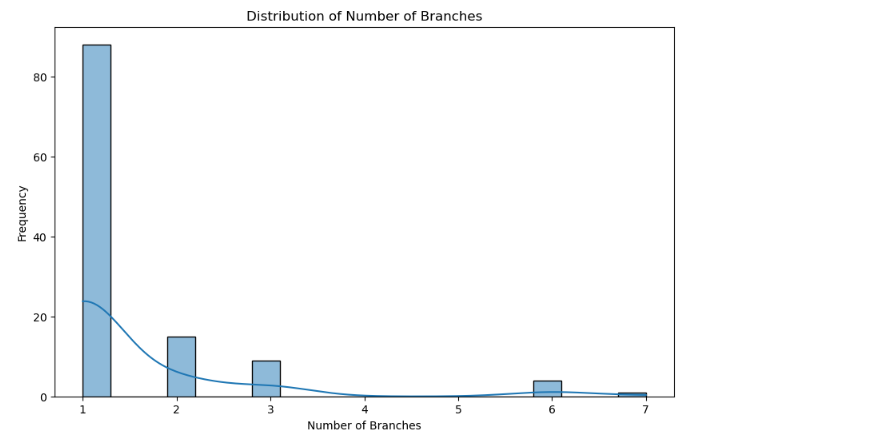 Distribution of Number of Branches
80
60
40
20
0
Frequency
1 2 3 4 5 6 7
Number of Branches